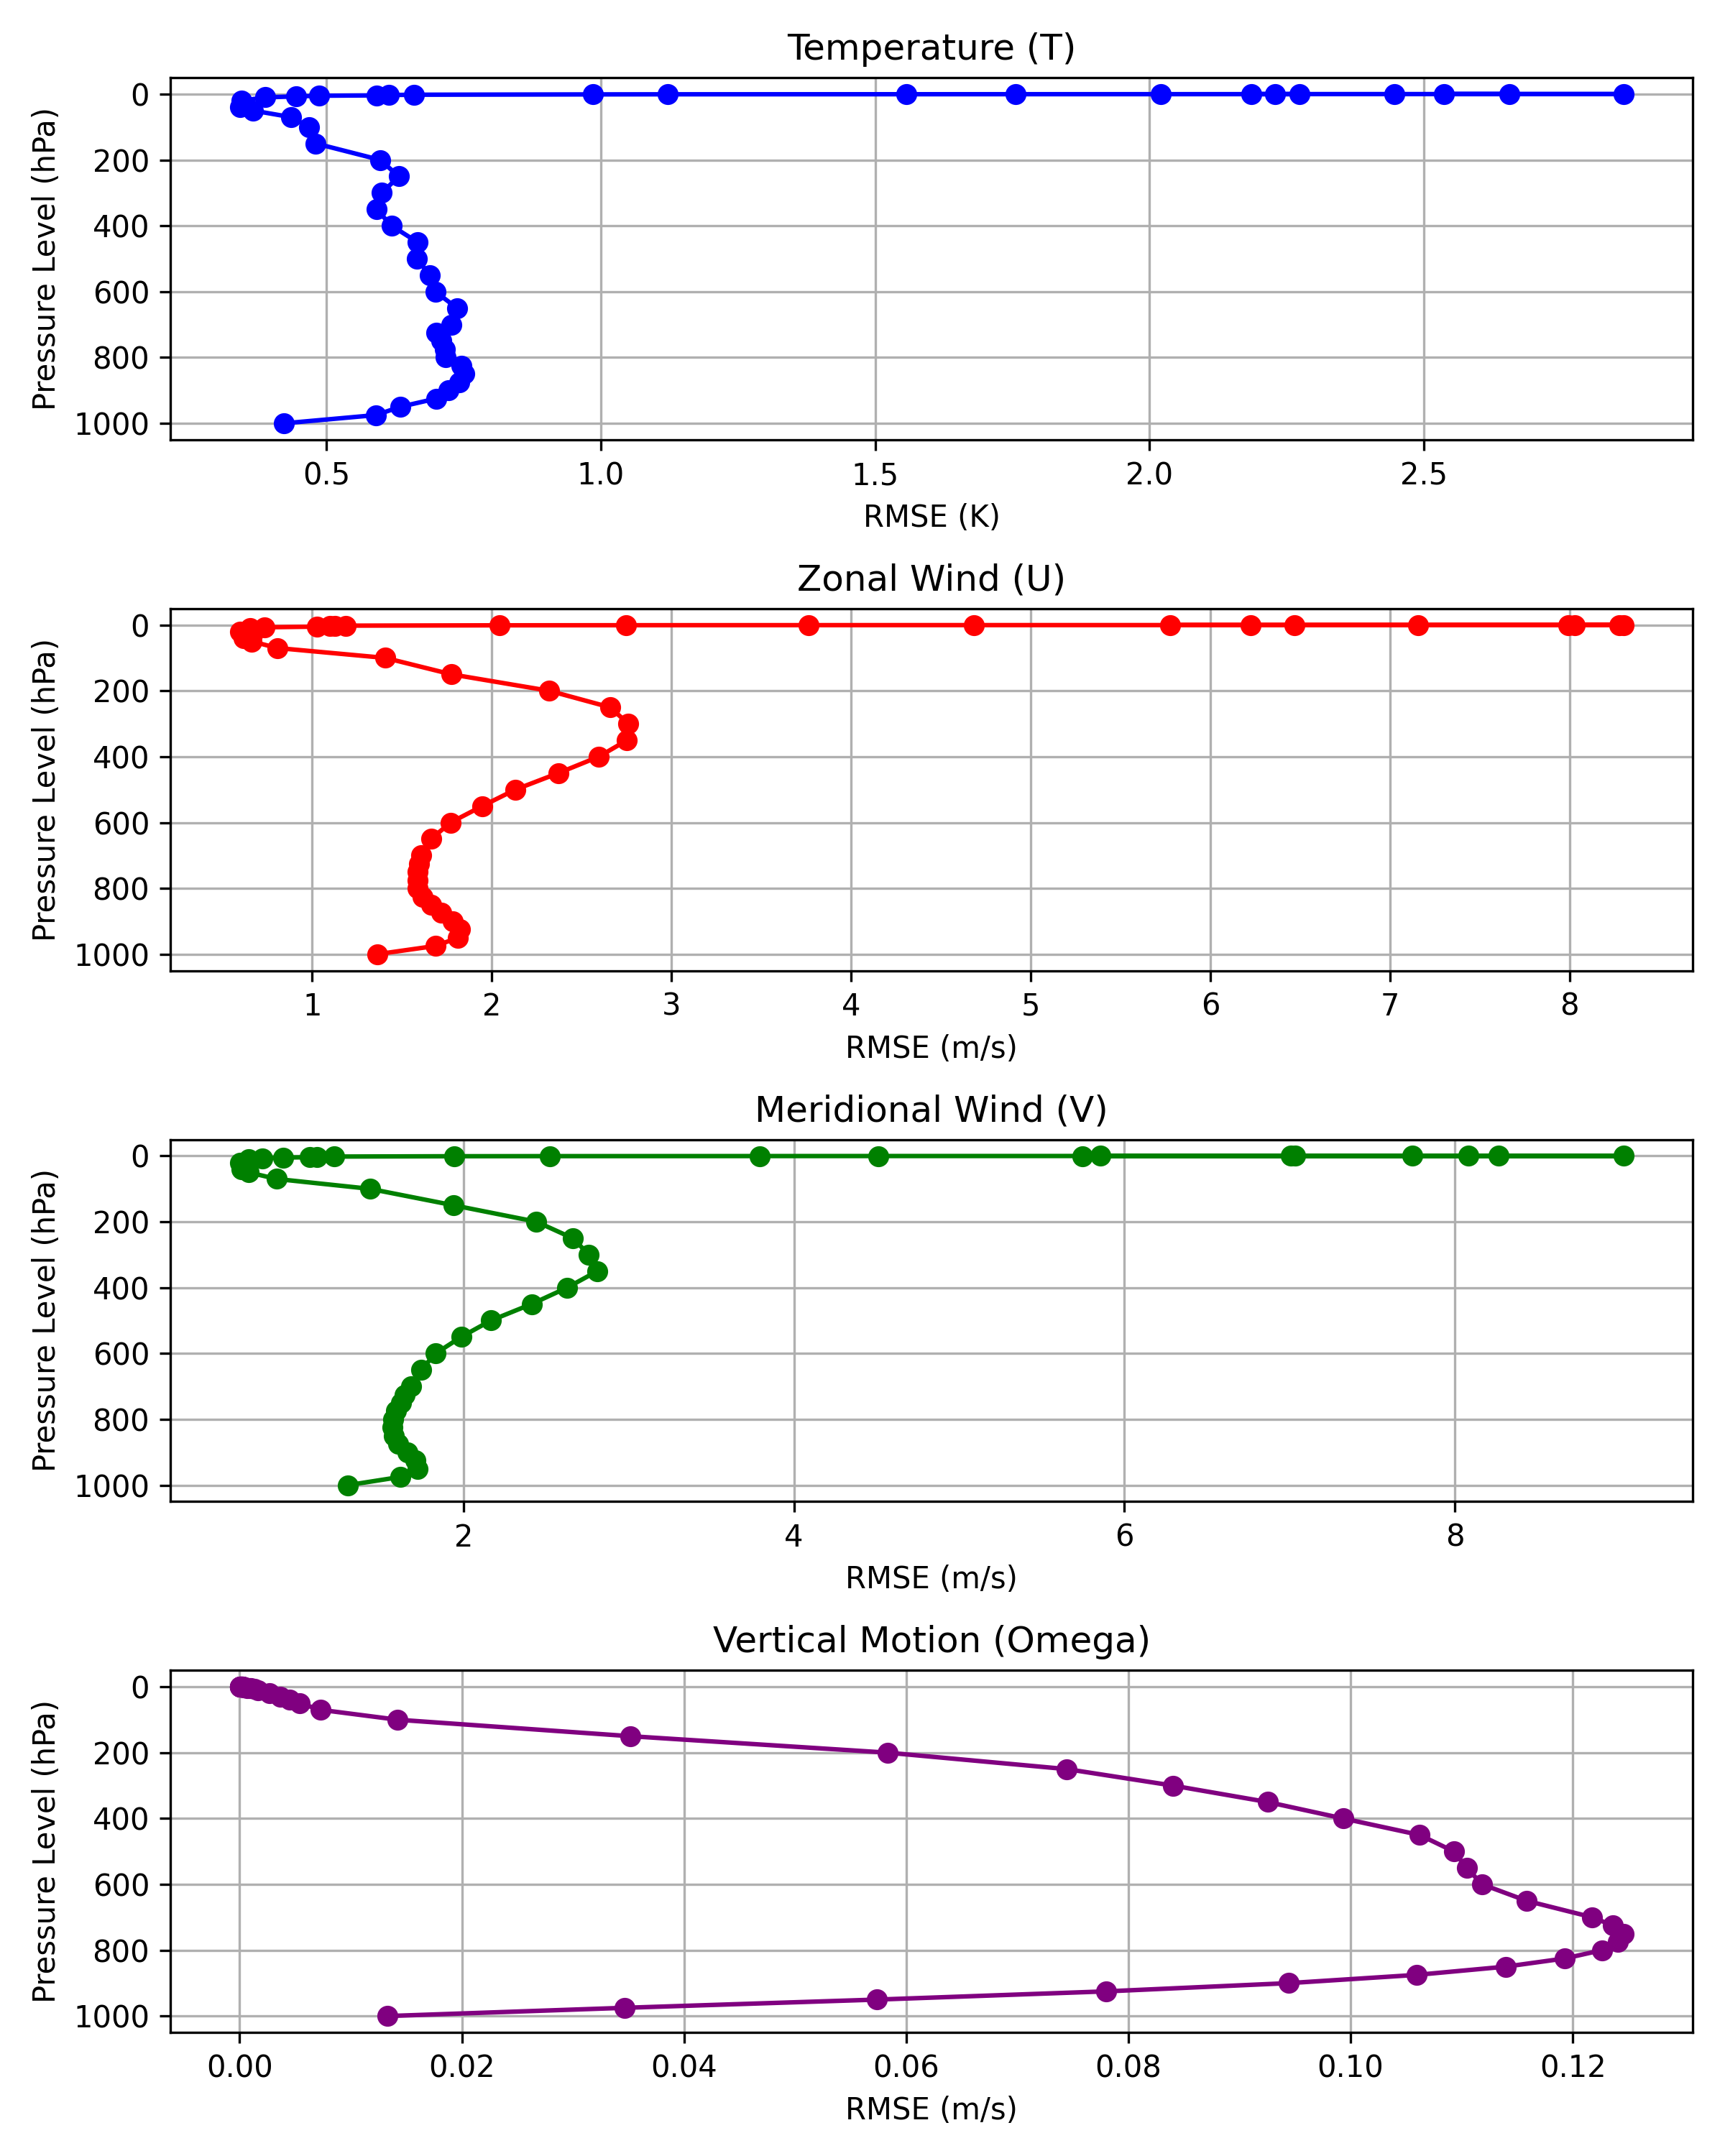 Temperature (T)
Pressure Level (hPa)
0
200
400
600
800
1000
0.5 1.0 1.5 2.0 2.5
RMSE (K)
Zonal Wind (U)
Pressure Level (hPa)
0
200
400
600
800
1000
1 2 3 4 5 6 7 8
RMSE (m/s)
Meridional Wind (V)
Pressure Level (hPa)
0
200
400
600
800
1000
2 4 6 8
RMSE (m/s)
Vertical Motion (Omega)
Pressure Level (hPa)
0
200
400
600
800
1000
0.00 0.02 0.04 0.06 0.08 0.10 0.12
RMSE (m/s)